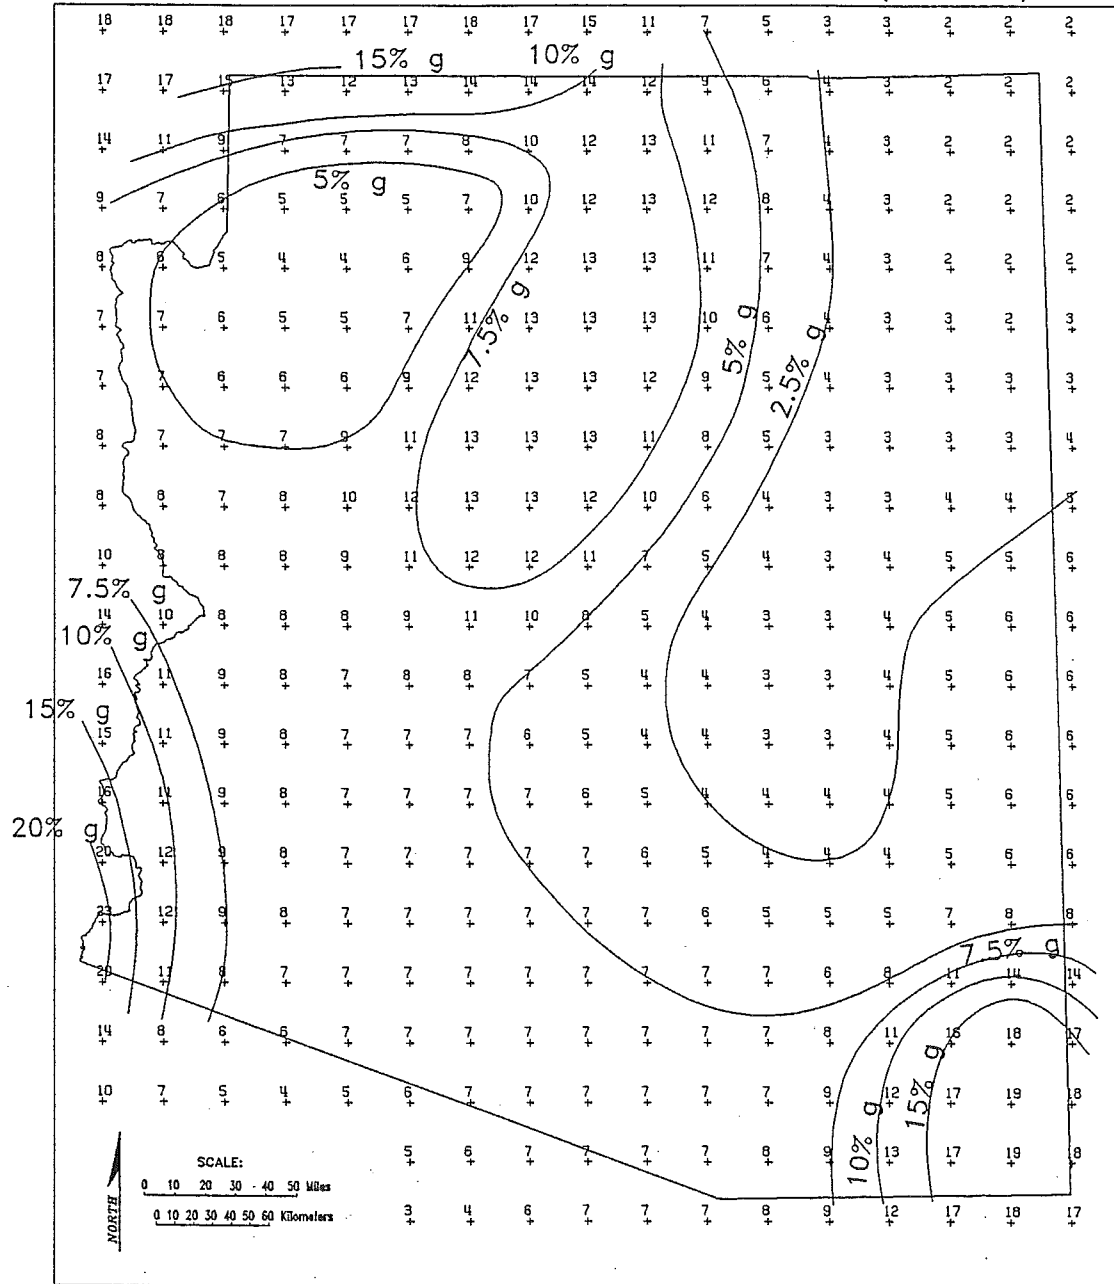 18 18 18 17 17 17 18 17 15 11 7 5 3 3 2 2 2
15% g 10% g
17 17 15 13 12 13 14 14 14 12 9 6 4 3 2 2 2
14 11 9 7 7 7 8 10 12 13 11 7 4 3 2 2 2
5% g
9 7 6 5 5 5 7 10 12 13 12 8 4 3 2 2 2
8 6 5 4 4 6 9 12 13 13 11 7 4 3 2 2 2
7.5% g 5% g 2.5% g
7 7 6 5 5 7 11 13 13 13 10 6 4 3 3 2 3
7 7 6 6 6 9 12 13 13 12 9 5 4 3 3 3 3
8 7 7 7 9 11 13 13 13 11 8 5 3 3 3 3 4
8 8 7 8 10 12 13 13 12 10 6 4 3 3 4 4
10 8 8 8 9 11 12 12 11 7 5 4 3 4 5 5 6
7.5% g
14 10 8 8 8 9 11 10 8 5 4 3 3 4 5 6 6
10% g
16 11 9 8 7 8 8 7 5 4 4 3 3 4 5 6 6
15% g
15 11 9 8 7 7 7 6 5 4 4 3 3 4 5 6 6
16 11 9 8 7 7 7 7 6 5 4 4 4 4 5 6 6
20% g
20 12 9 8 7 7 7 7 7 6 5 4 4 4 5 6 6
23 12 9 8 7 7 7 7 7 7 6 5 5 5 7 8 8
7.5% g
20 11 8 7 7 7 7 7 7 7 7 7 6 8 11 14 14
14 8 6 6 7 7 7 7 7 7 7 7 8 11 16 18 17
10 7 5 4 5 6 7 7 7 7 7 7 9 12 17 19 18
10% g 15% g
5 6 7 7 7 7 8 9 13 17 19 18
3 4 6 7 7 7 8 9 12 17 18 17
NORTH
SCALE:
0 10 20 30 40 50 Miles
0 10 20 30 40 50 60 Kilometers